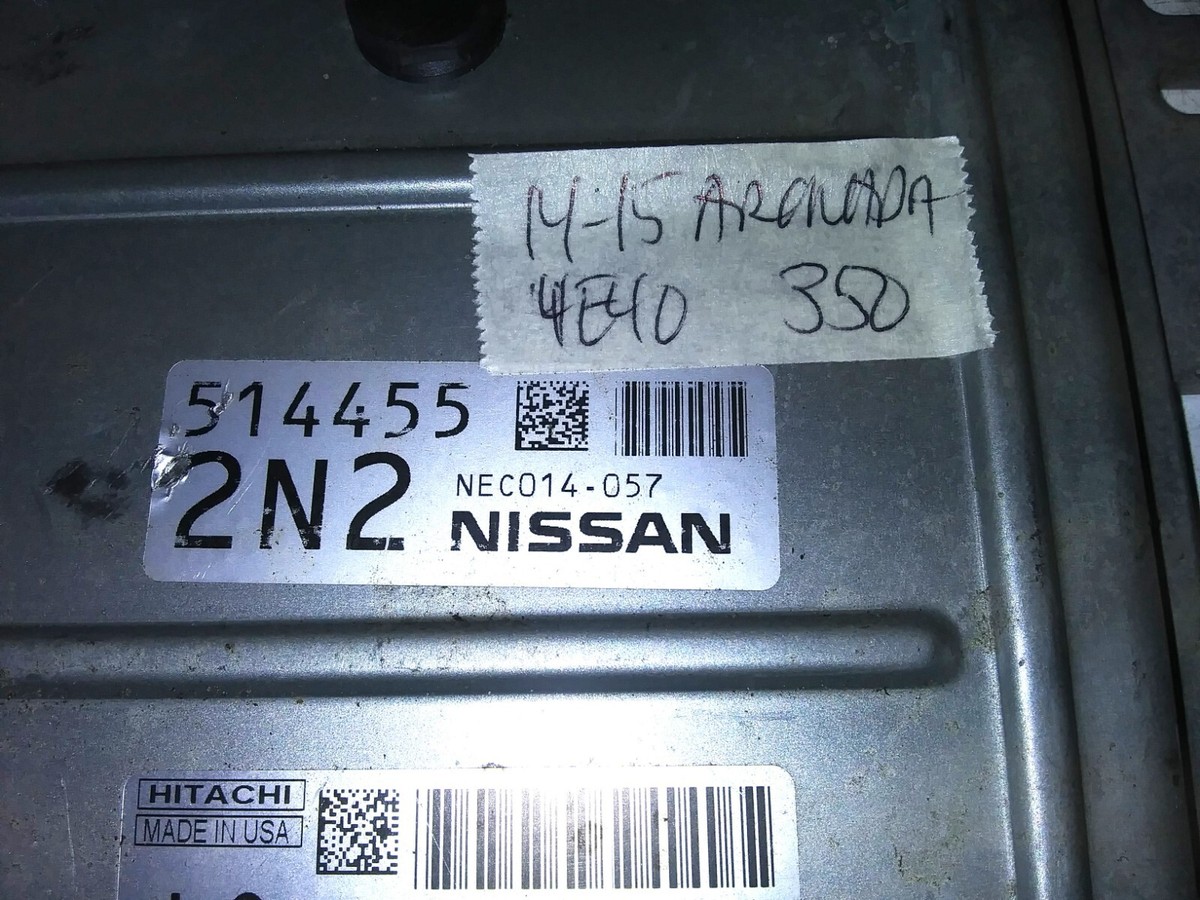 14-15 ARMADA
4E40 350
514455
2N2 NEC014-057
NISSAN
HITACHI
MADE IN USA